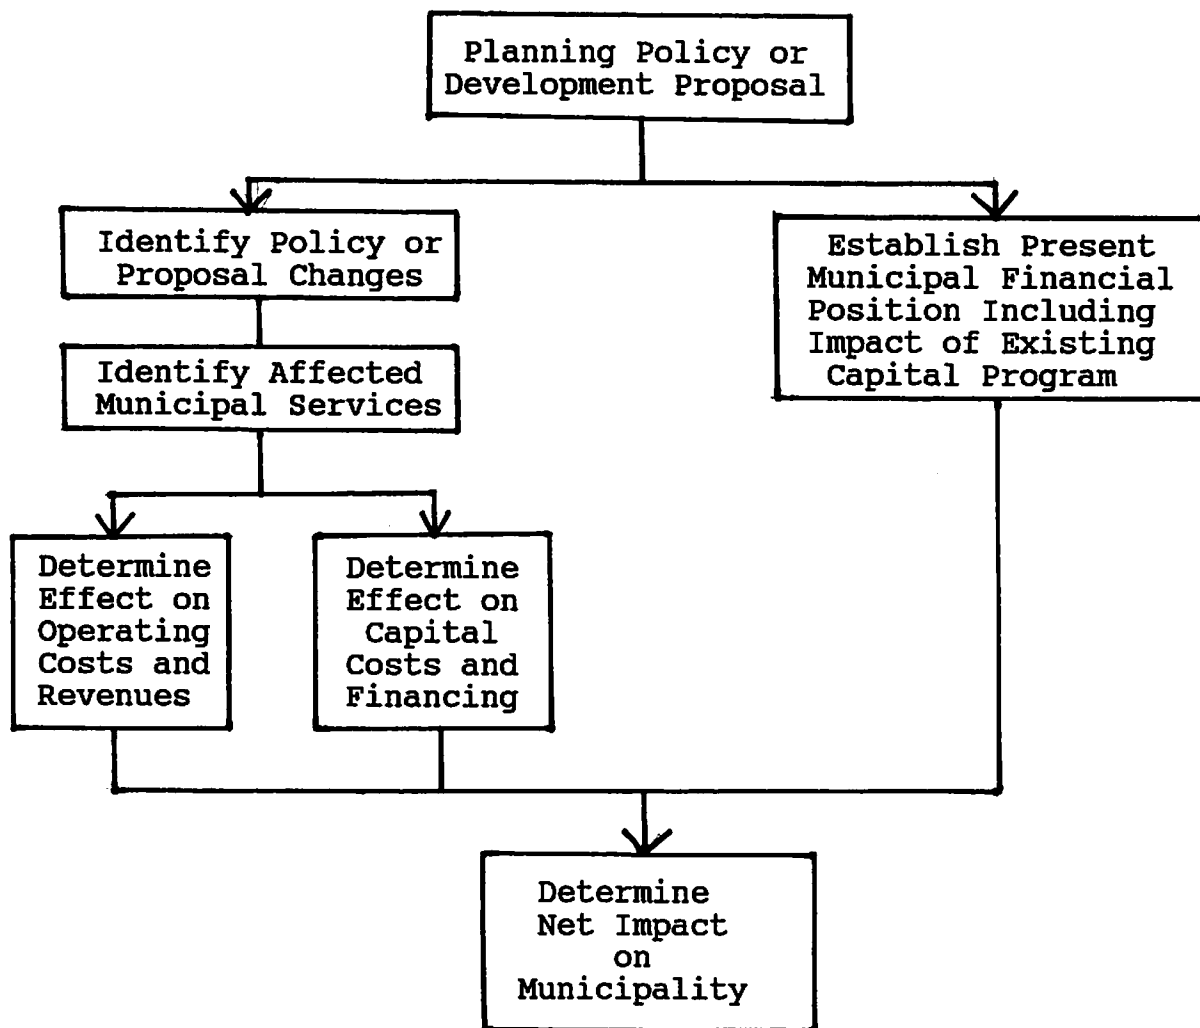 Planning Policy or
Development Proposal
Identify Policy or
Proposal Changes
Establish Present
Municipal Financial
Position Including
Impact of Existing
Capital Program
Identify Affected
Municipal Services
Determine
Effect on
Operating
Costs and
Revenues
Determine
Effect on
Capital
Costs and
Financing
Determine
Net Impact
on
Municipality